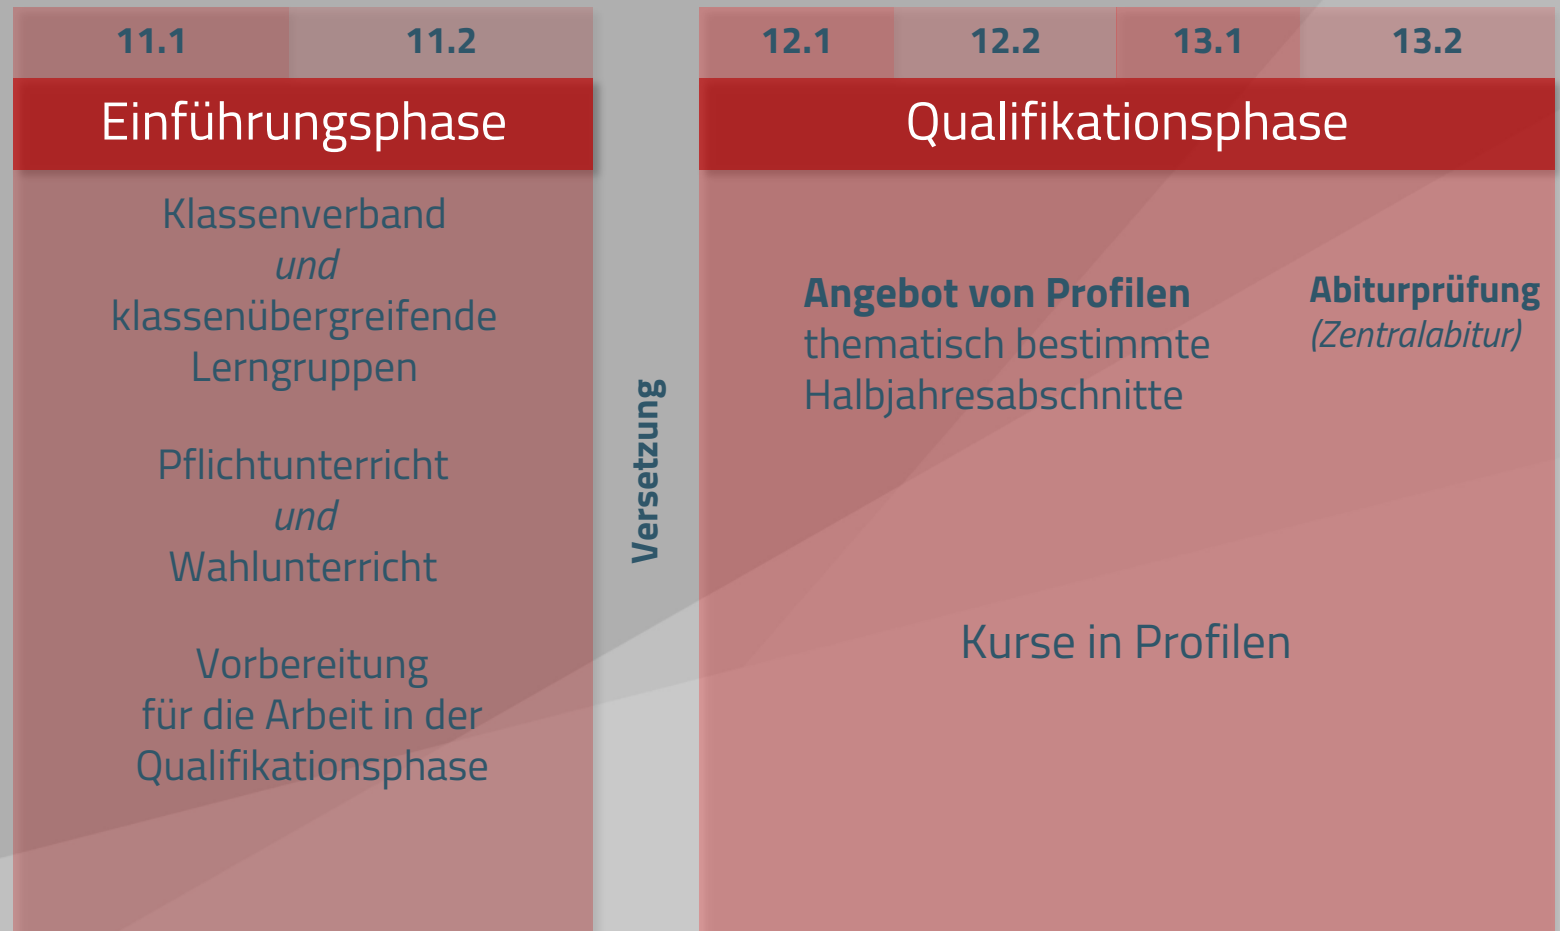 11.1
11.2
Einführungsphase
Klassenverband
und
klassenübergreifende
Lerngruppen
Pflichtunterricht
und
Wahlunterricht
Vorbereitung
für die Arbeit in der
Qualifikationsphase
Versetzung
12.1
12.2
13.1
13.2
Qualifikationsphase
Angebot von Profilen
thematisch bestimmte
Halbjahresabschnitte
Abiturprüfung
(Zentralabitur)
Kurse in Profilen